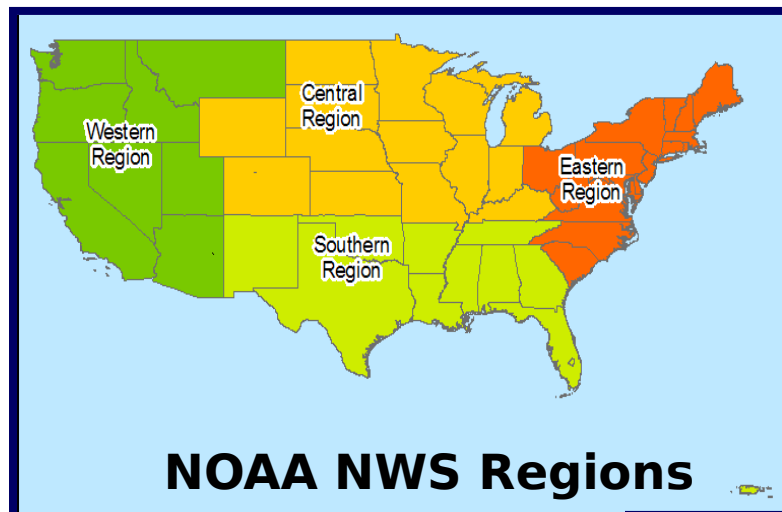 Central
Region
Western
Region
Eastern
Region
Southern
Region
NOAA NWS Regions